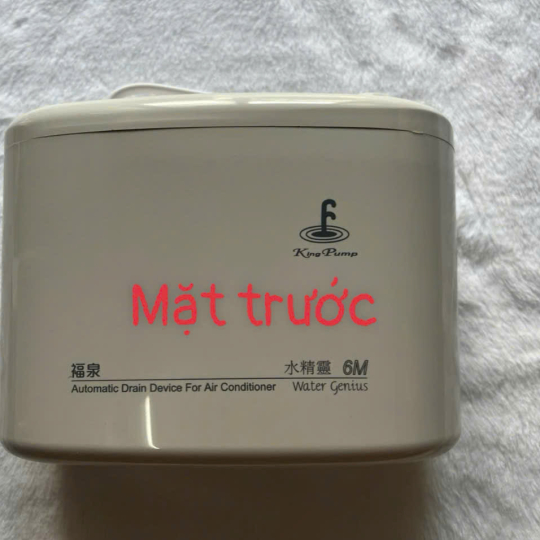 King Pump
Mặt trước
福泉 水精靈 6M
Automatic Drain Device For Air Conditioner Water Genius